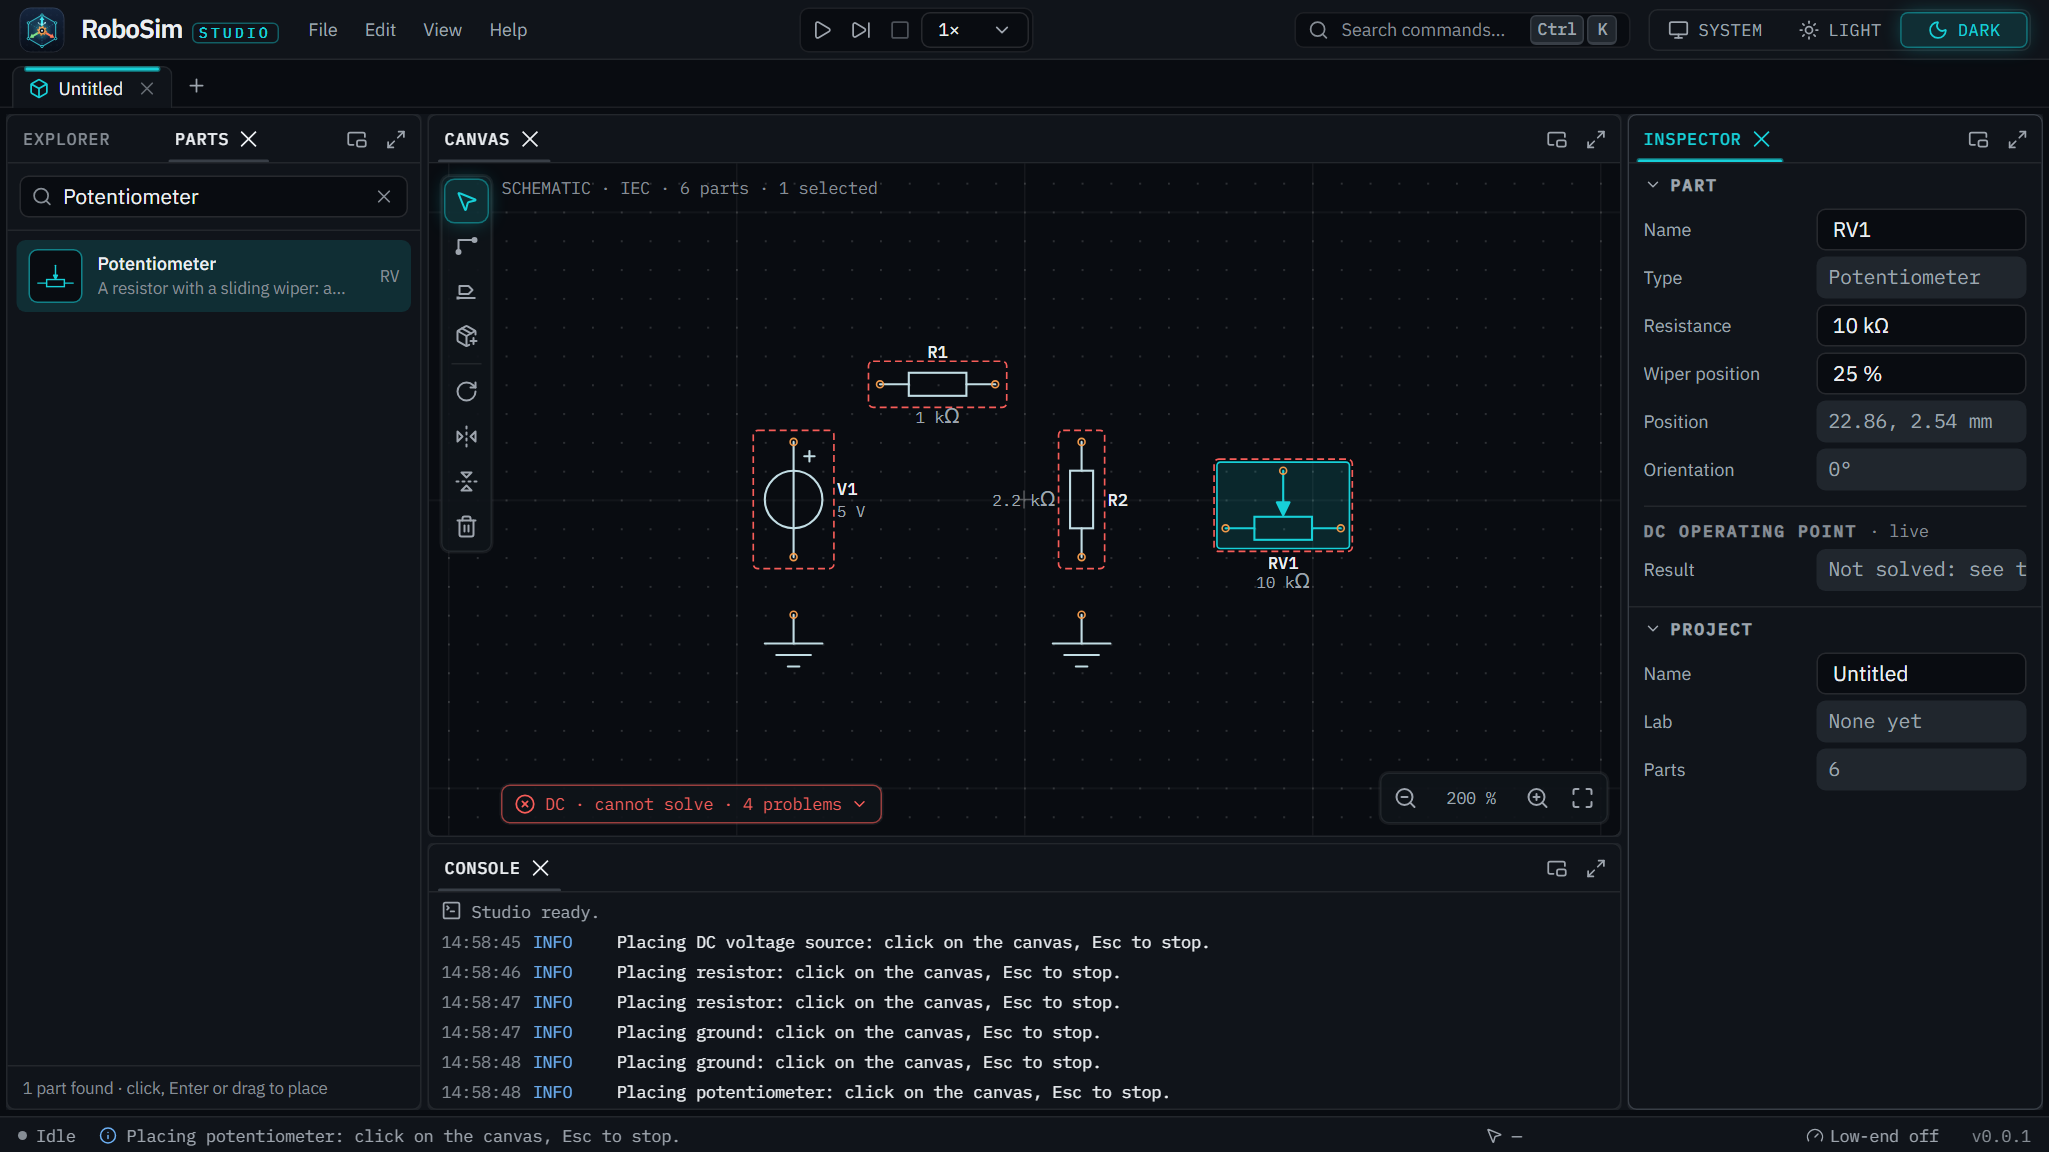 RoboSim STUDIO File Edit View Help 1× Search commands... Ctrl K SYSTEM LIGHT DARK
Untitled
EXPLORER PARTS
Potentiometer
Potentiometer
A resistor with a sliding wiper: a...
RV
1 part found · click, Enter or drag to place
CANVAS
SCHEMATIC · IEC · 6 parts · 1 selected
R1
1 kΩ
+
V1
5 V
2.2 kΩ
R2
RV1
10 kΩ
DC · cannot solve · 4 problems
200 %
CONSOLE
Studio ready.
14:58:45 INFO Placing DC voltage source: click on the canvas, Esc to stop.
14:58:46 INFO Placing resistor: click on the canvas, Esc to stop.
14:58:47 INFO Placing resistor: click on the canvas, Esc to stop.
14:58:47 INFO Placing ground: click on the canvas, Esc to stop.
14:58:48 INFO Placing ground: click on the canvas, Esc to stop.
14:58:48 INFO Placing potentiometer: click on the canvas, Esc to stop.
INSPECTOR
PART
Name RV1
Type Potentiometer
Resistance 10 kΩ
Wiper position 25 %
Position 22.86, 2.54 mm
Orientation 0°
DC OPERATING POINT · live
Result Not solved: see t
PROJECT
Name Untitled
Lab None yet
Parts 6
Idle Placing potentiometer: click on the canvas, Esc to stop. — Low-end off v0.0.1